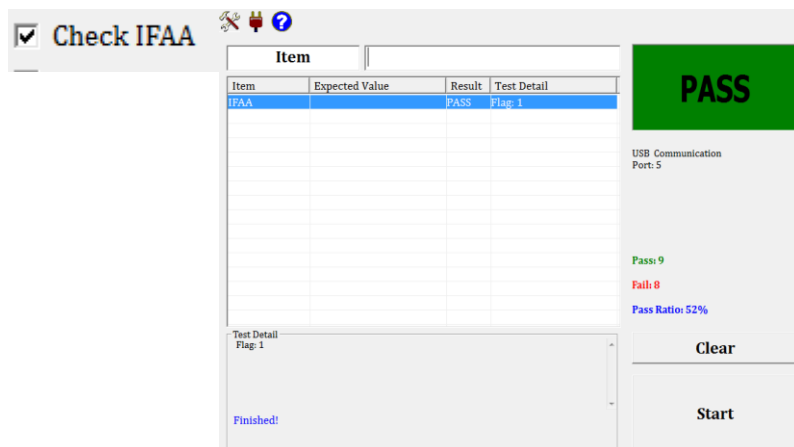 Check IFAA
Item
Item Expected Value Result Test Detail
IFAA PASS Flag: 1
PASS
USB Communication
Port: 5
Pass: 9
Fail: 8
Pass Ratio: 52%
Test Detail
Flag: 1
Finished!
Clear
Start